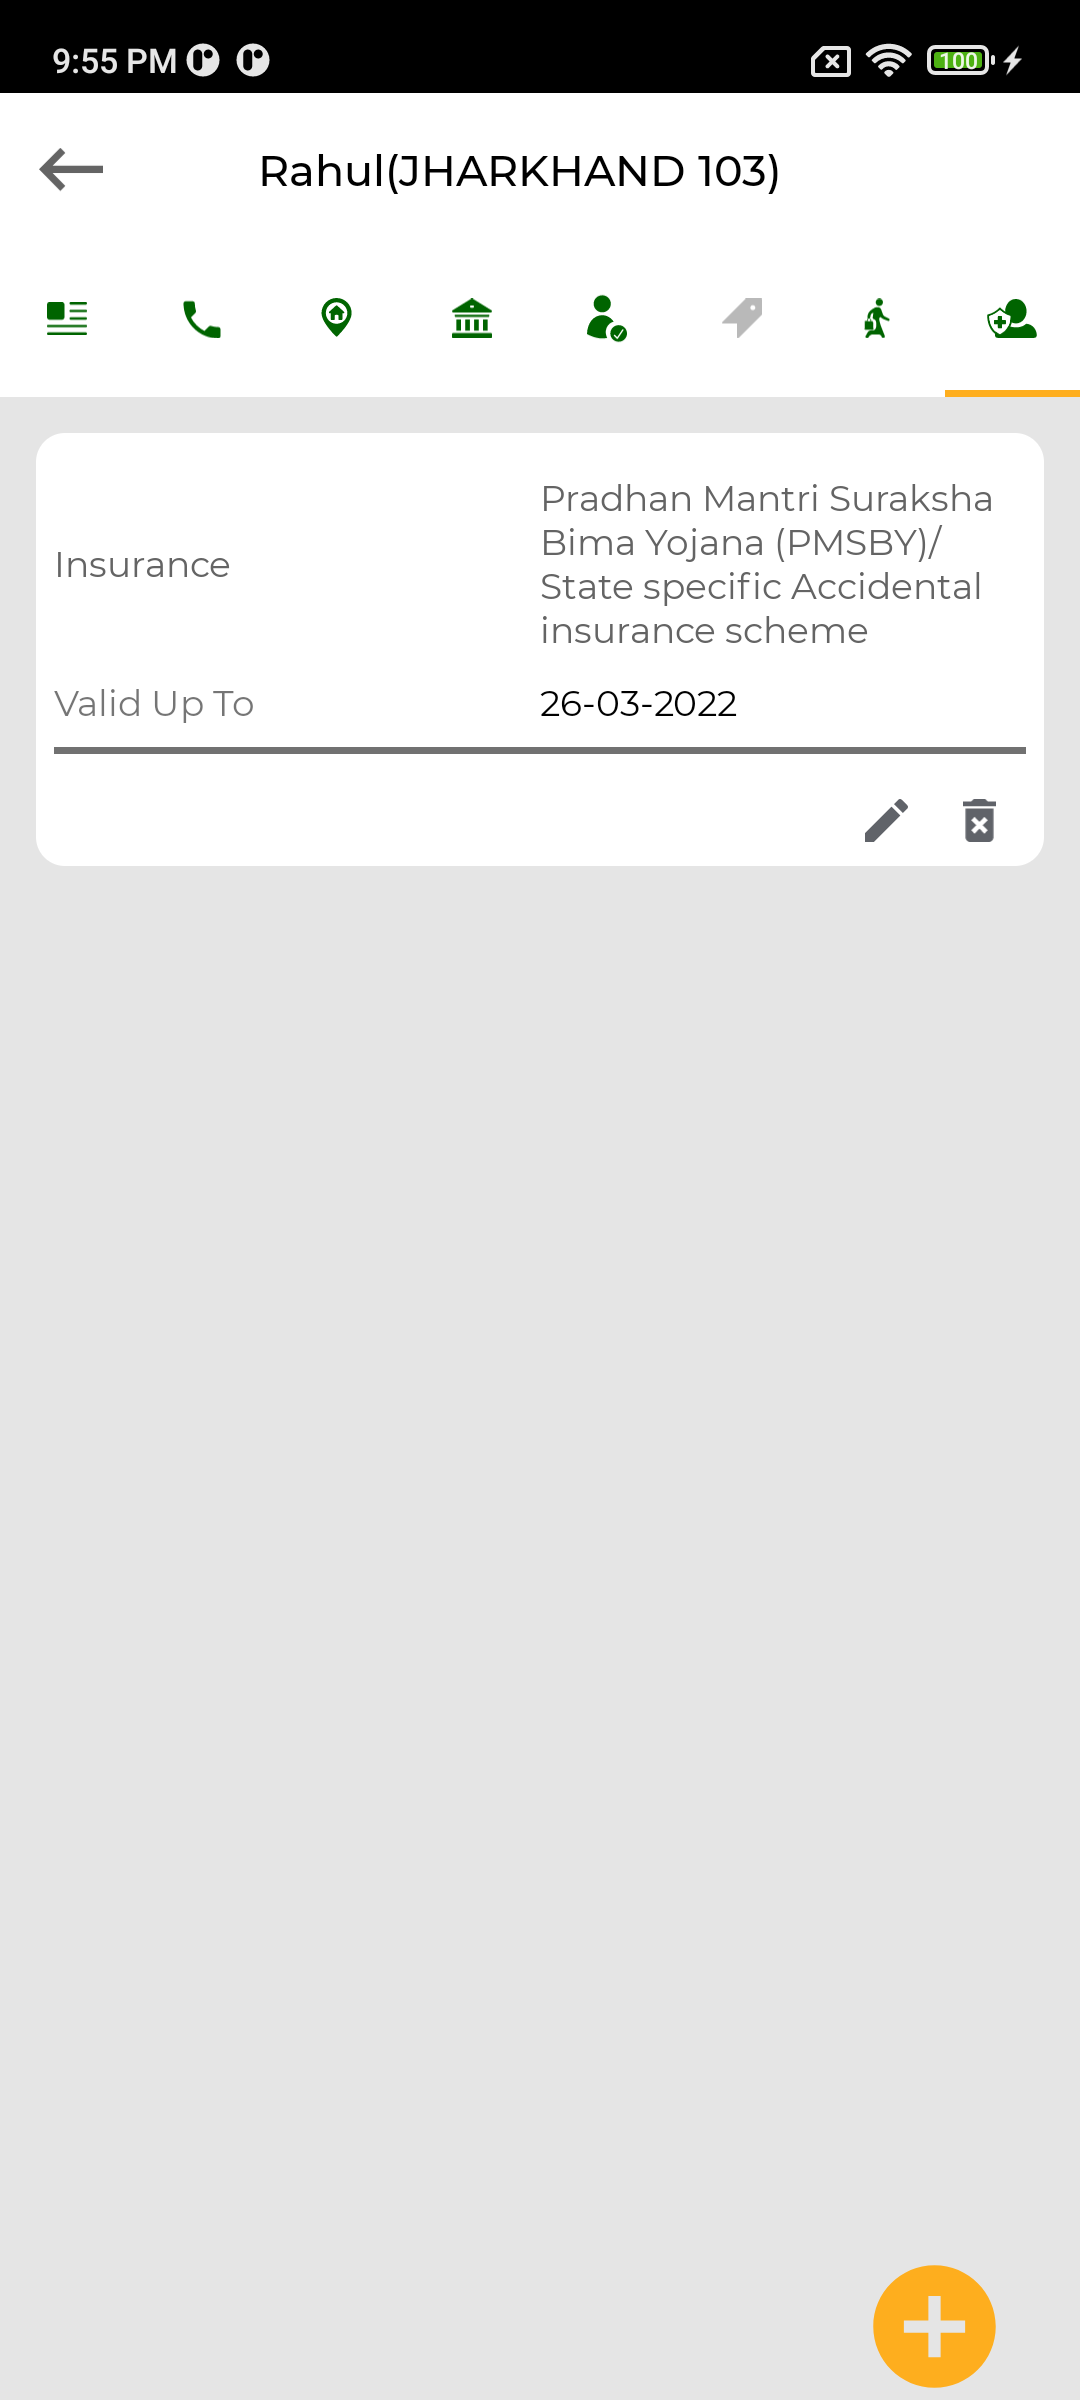 9:55 PM
100
Rahul(JHARKHAND 103)
Insurance
Pradhan Mantri Suraksha
Bima Yojana (PMSBY)/
State specific Accidental
insurance scheme
Valid Up To
26-03-2022